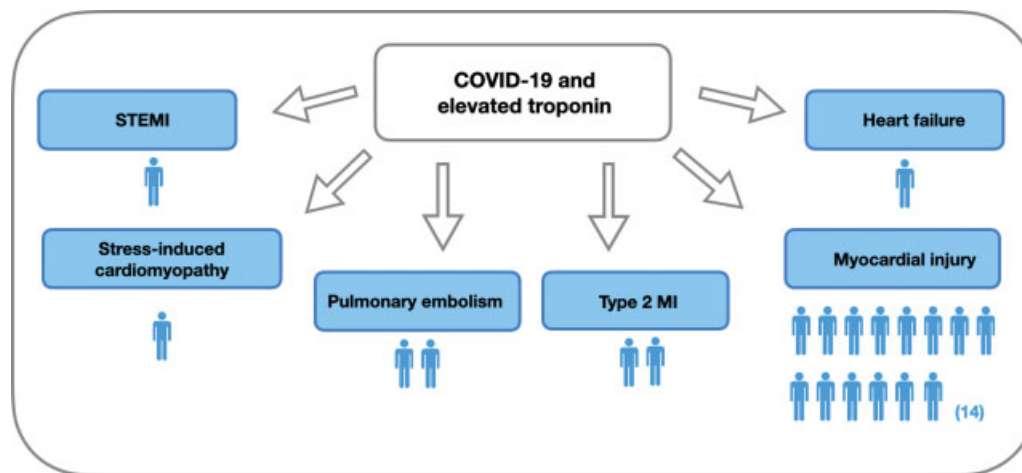 COVID-19 and
elevated troponin
STEMI
Heart failure
Stress-induced
cardiomyopathy
Myocardial injury
Pulmonary embolism
Type 2 MI
(14)